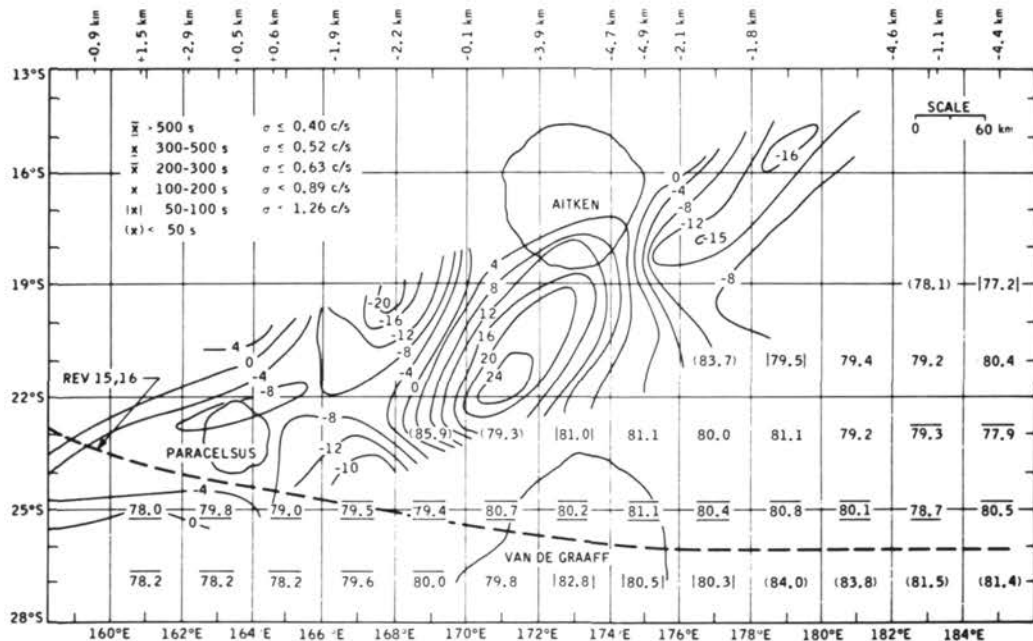 -0.9 km +1.5 km -2.9 km +0.5 km +0.6 km -1.9 km -2.2 km -0.1 km -3.9 km -4.7 km -4.9 km -2.1 km -1.8 km -4.6 km -1.1 km -4.4 km
13°S
SCALE
0 60 km
500 s σ ≤ 0.40 c/s
x 300-500 s σ ≤ 0.52 c/s
x 200-300 s σ ≤ 0.63 c/s
x 100-200 s σ < 0.89 c/s
|x| 50-100 s 1.26 c/s
(x) < 50 s
-16
16°S
0
-4
AITKEN
-8
-12
-15
4
19°S
-8
(78.1) |77.2|
8
-20
-16
12
-12
16
4
-8
20
(83.7) |79.5| 79.4 79.2 80.4
0
-4
24
REV 15,16
-4
0
-8
22°S
-8
(85.9) (79.3) |81.0| 81.1 80.0 81.1 79.2 79.3 77.9
-12
PARACELSUS
-10
-4
25°S
78.0 79.8 79.0 79.5 79.4 80.7 80.2 81.1 80.4 80.8 80.1 78.7 80.5
0
VAN DE GRAAFF
78.2 78.2 78.2 79.6 80.0 79.8 |82.8| |80.5| |80.3| (84.0) (83.8) (81.5) (81.4)
28°S
160°E 162°E 164°E 166°E 168°E 170°E 172°E 174°E 176°E 178°E 180°E 182°E 184°E